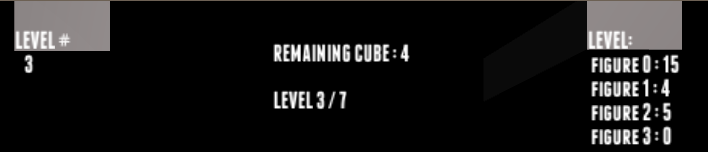 LEVEL #
3
REMAINING CUBE : 4
LEVEL 3 / 7
LEVEL:
FIGURE 0 : 15
FIGURE 1 : 4
FIGURE 2 : 5
FIGURE 3 : 0